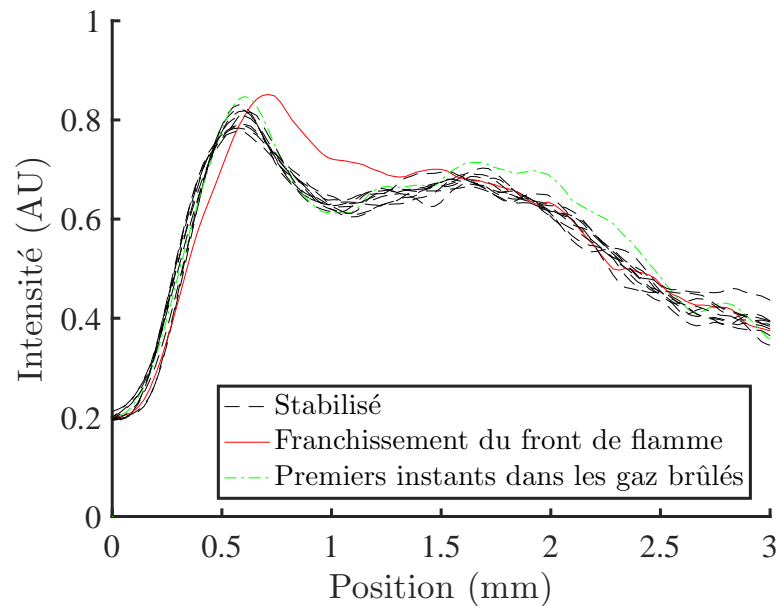 1
0.8
0.6
0.4
0.2
0
Intensité (AU)
Stabilisé
Franchissement du front de flamme
Premiers instants dans les gaz brûlés
0 0.5 1 1.5 2 2.5 3
Position (mm)